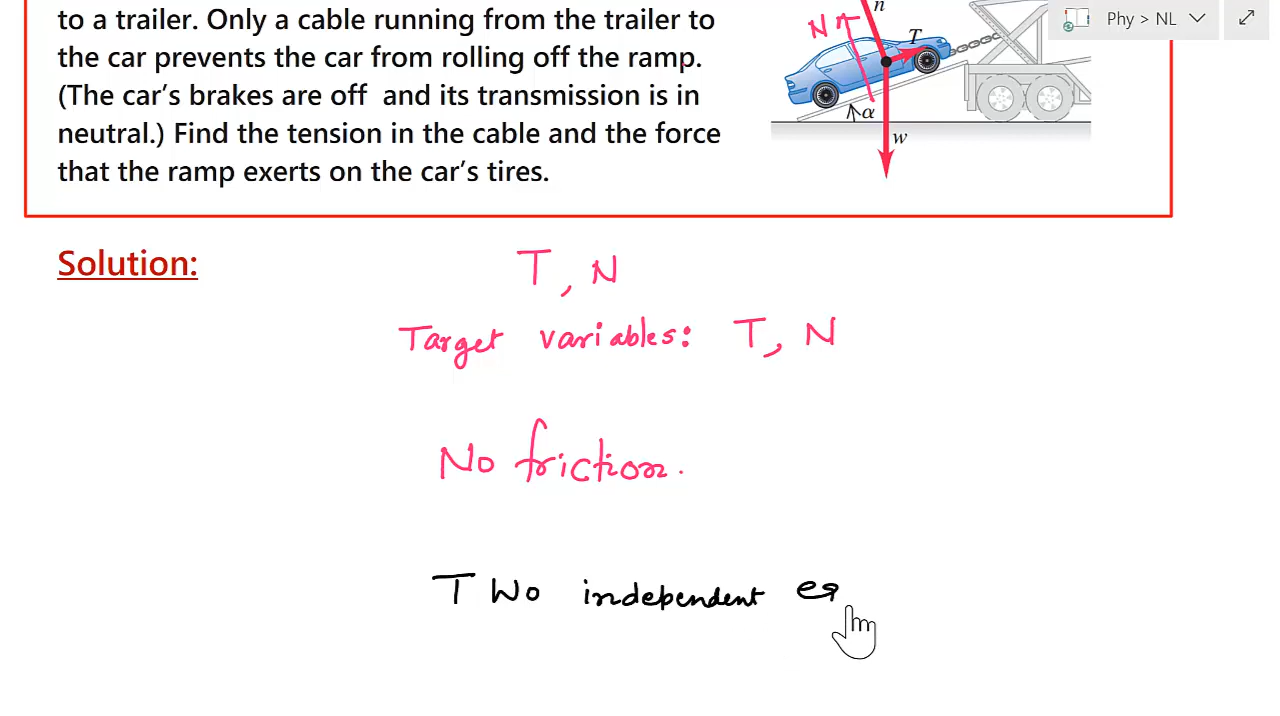 to a trailer. Only a cable running from the trailer to
the car prevents the car from rolling off the ramp.
(The car's brakes are off and its transmission is in
neutral.) Find the tension in the cable and the force
that the ramp exerts on the car's tires.
n
N
T
α
w
Phy > NL
Solution:
T, N
Target variables: T, N
No friction.
Two independent